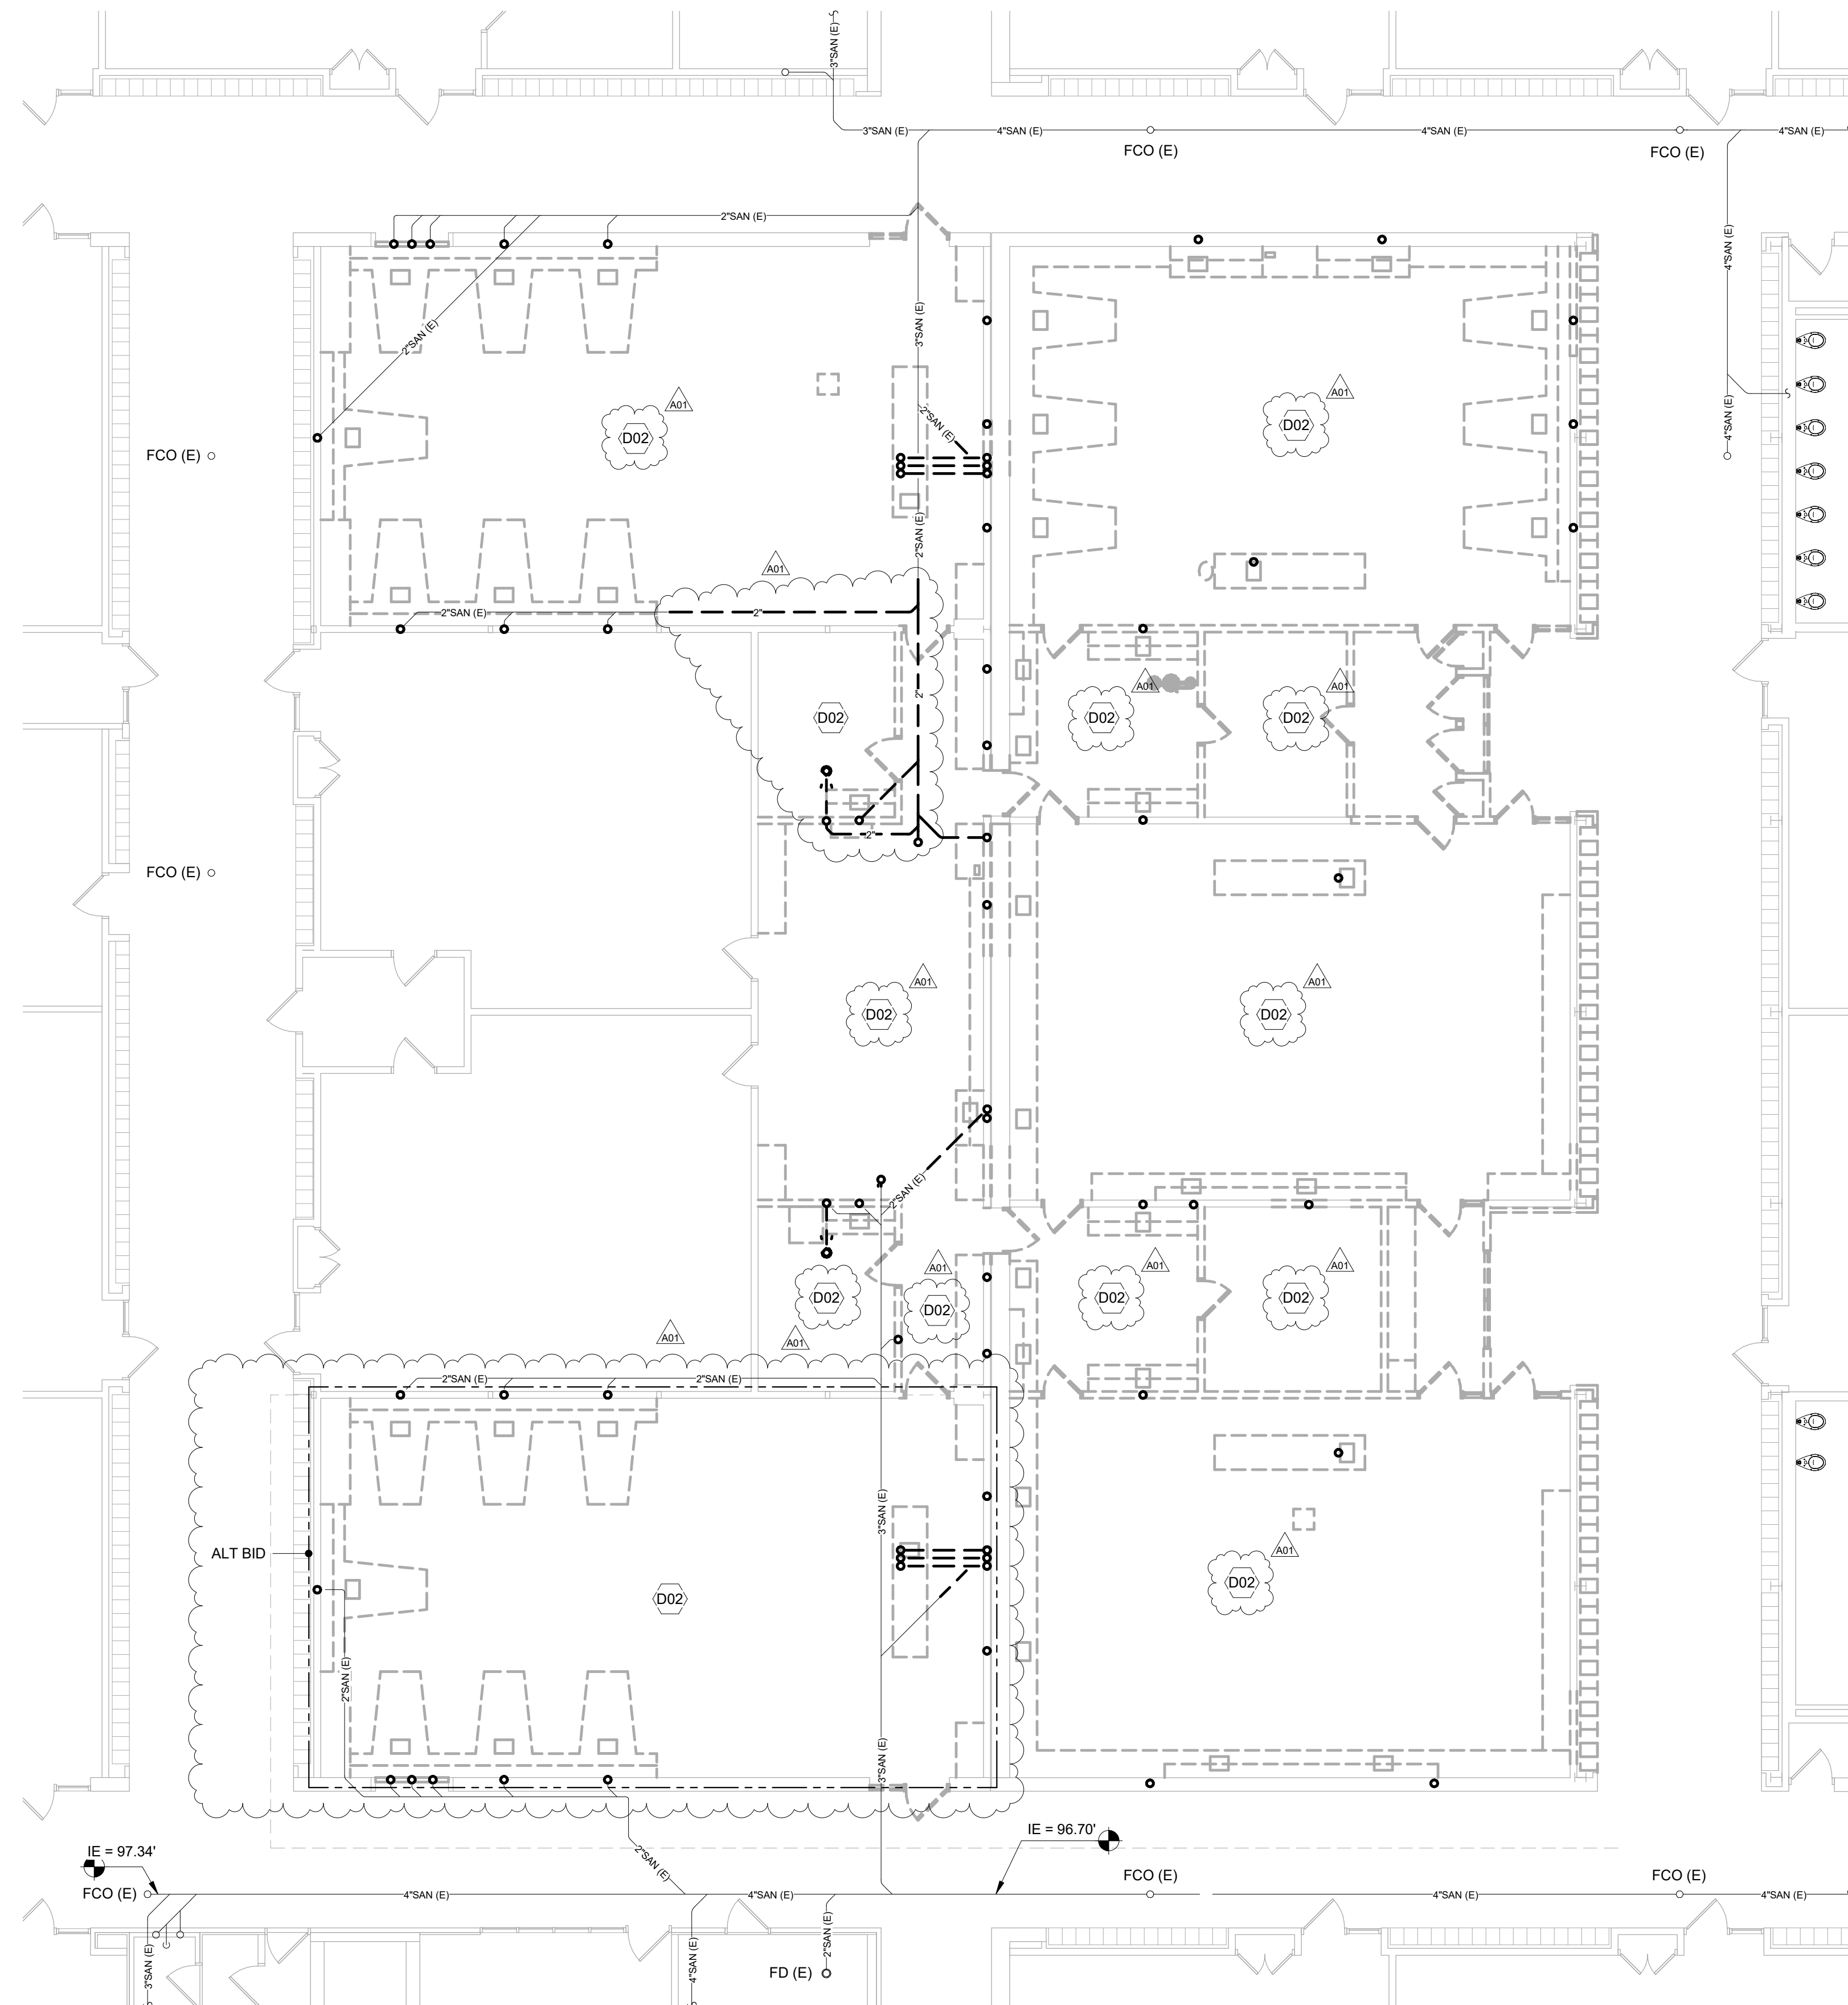 3"SAN (E)
3"SAN (E)
4"SAN (E)
4"SAN (E)
4"SAN (E)
FCO (E)
FCO (E)
2"SAN (E)
4"SAN (E)
3"SAN (E)
2"SAN (E)
A01
A01
D02
D02
2"SAN (E)
4"SAN (E)
FCO (E)
2"SAN (E)
A01
2"SAN (E)
2"
2"
A01
A01
D02
D02
D02
2"
FCO (E)
A01
A01
D02
D02
2"SAN (E)
A01
A01
A01
D02
D02
D02
D02
A01
A01
2"SAN (E)
2"SAN (E)
3"SAN (E)
A01
ALT BID
D02
D02
2"SAN (E)
3"SAN (E)
IE = 96.70'
IE = 97.34'
2"SAN (E)
FCO (E)
FCO (E)
FCO (E)
4"SAN (E)
4"SAN (E)
4"SAN (E)
4"SAN (E)
2"SAN (E)
3"SAN (E)
4"SAN (E)
FD (E)